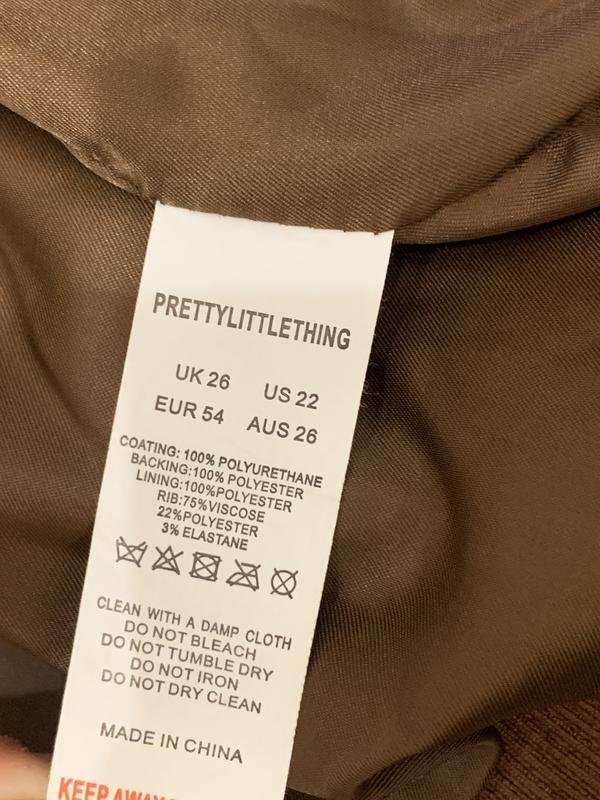 PRETTYLITTLETHING
UK 26 US 22
EUR 54 AUS 26
COATING: 100% POLYURETHANE
BACKING:100% POLYESTER
LINING:100%POLYESTER
RIB:75%VISCOSE
22%POLYESTER
3% ELASTANE
CLEAN WITH A DAMP CLOTH
DO NOT BLEACH
DO NOT TUMBLE DRY
DO NOT IRON
DO NOT DRY CLEAN
MADE IN CHINA
KEEP AWAY